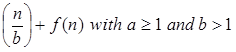 (n/b) + f(n) with a ≥ 1 and b > 1